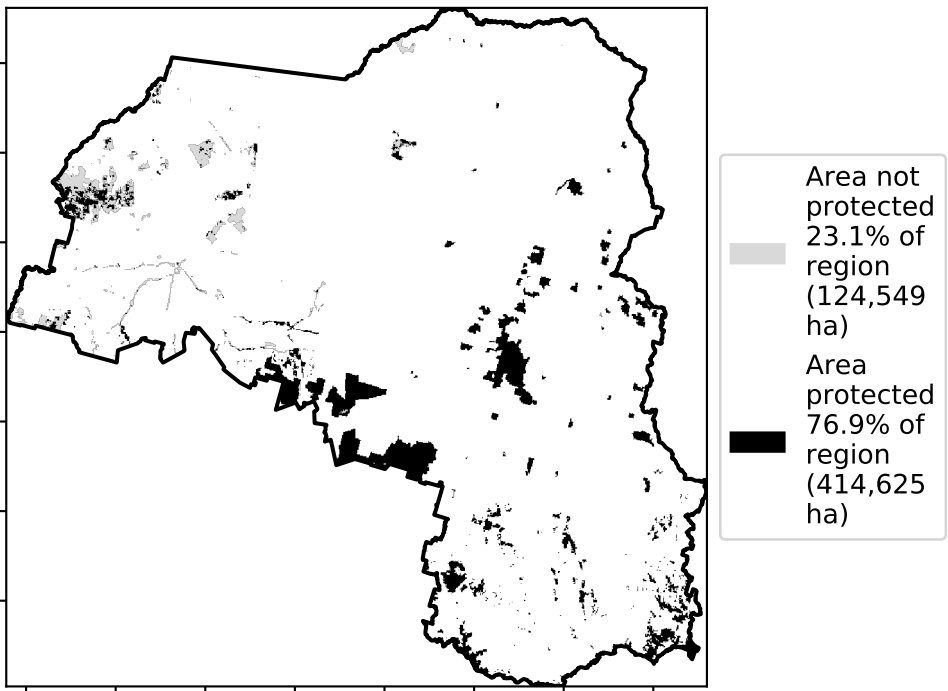 Area not
protected
23.1% of
region
(124,549
ha)
Area
protected
76.9% of
region
(414,625
ha)